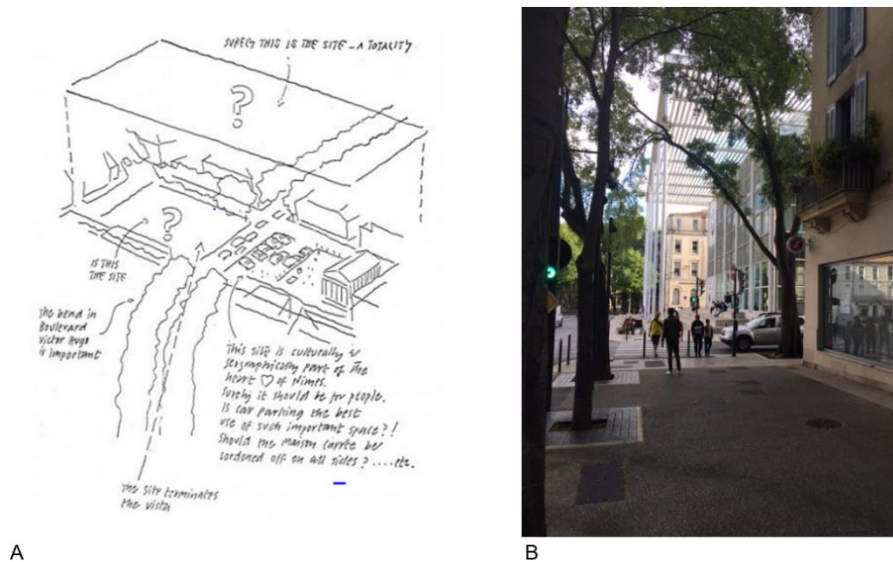 SURELY THIS IS THE SITE - A TOTALITY
?
?
IS THIS
THE SITE
The bend in
Boulevard
Victor Hugo
is important
This site is culturally &
geographically part of the
heart ♡ of Nimes.
Surely it should be for people.
Is car parking the best
use of such important space?!
Should the Maison Carrée be
cordoned off on all sides? .....etc.
The site terminates
the vista
A
B